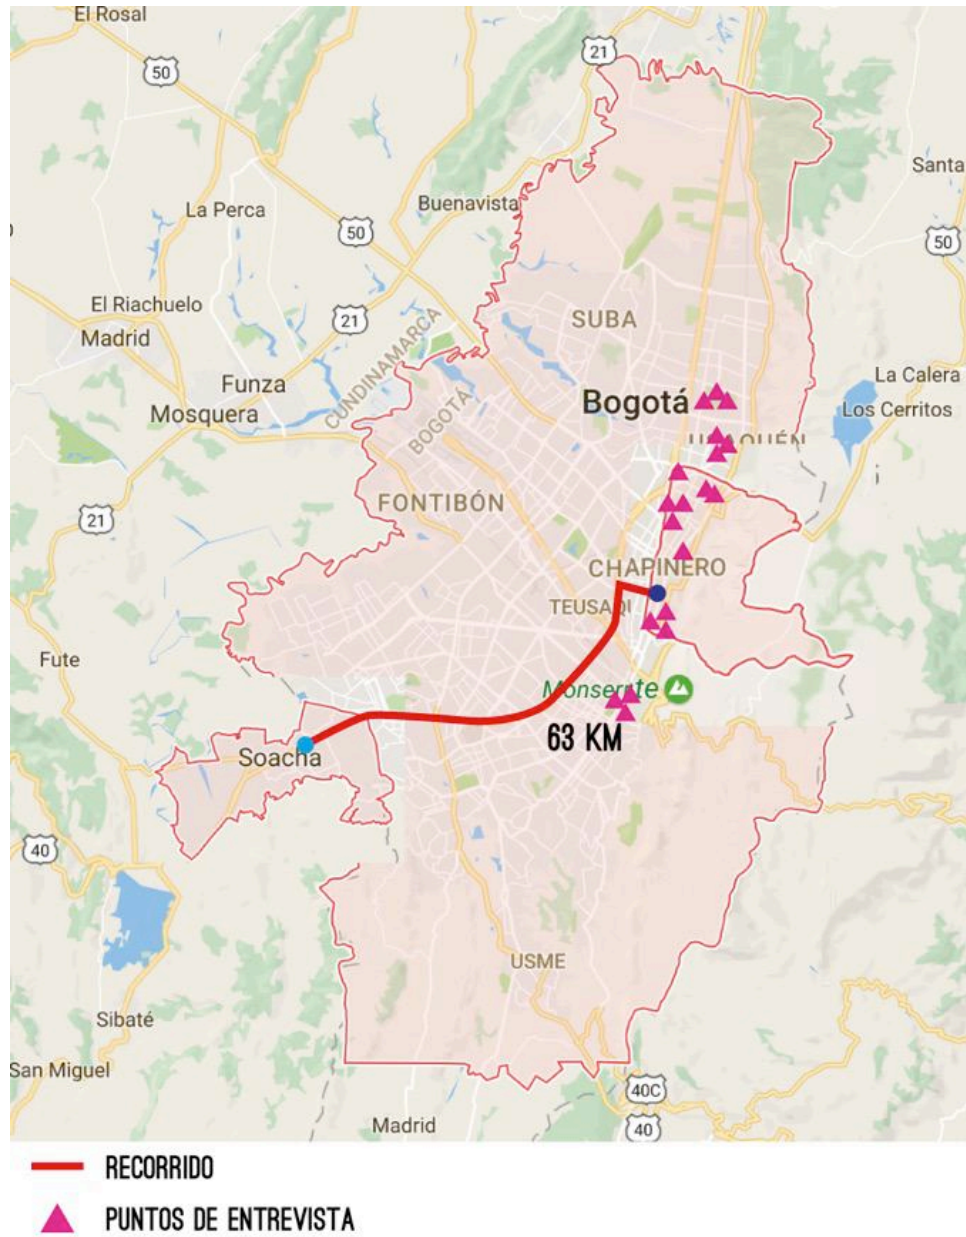 El Rosal
21
50
Santa
La Perca
Buenavista
50
50
El Riachuelo
Madrid
21
SUBA
CUNDINAMARCA
BOGOTÁ
La Calera
Funza
Mosquera
Bogotá
Los Cerritos
FONTIBÓN
21
CHAPINERO
TEUSAQI
Fute
63 KM
Soacha
40
USME
Sibaté
San Miguel
40C
Madrid
40
RECORRIDO
PUNTOS DE ENTREVISTA